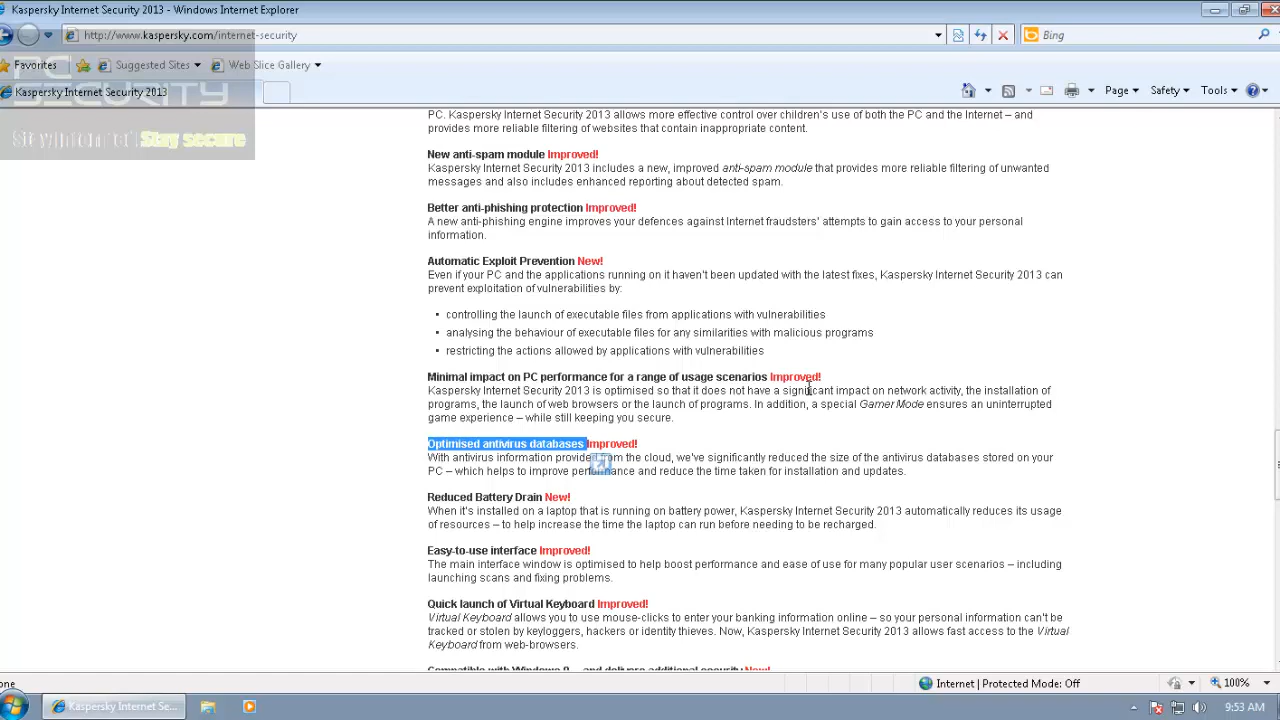 Kaspersky Internet Security 2013 - Windows Internet Explorer
http://www.kaspersky.com/internet-security
Bing
Favorites Suggested Sites Web Slice Gallery
PC
SECURITY
Kaspersky Internet Security 2013
Page Safety Tools
Stay secure
PC. Kaspersky Internet Security 2013 allows more effective control over children's use of both the PC and the Internet – and
provides more reliable filtering of websites that contain inappropriate content.
New anti-spam module Improved!
Kaspersky Internet Security 2013 includes a new, improved anti-spam module that provides more reliable filtering of unwanted
messages and also includes enhanced reporting about detected spam.
Better anti-phishing protection Improved!
A new anti-phishing engine improves your defences against Internet fraudsters' attempts to gain access to your personal
information.
Automatic Exploit Prevention New!
Even if your PC and the applications running on it haven't been updated with the latest fixes, Kaspersky Internet Security 2013 can
prevent exploitation of vulnerabilities by:
• controlling the launch of executable files from applications with vulnerabilities
• analysing the behaviour of executable files for any similarities with malicious programs
• restricting the actions allowed by applications with vulnerabilities
Minimal impact on PC performance for a range of usage scenarios Improved!
Kaspersky Internet Security 2013 is optimised so that it does not have a significant impact on network activity, the installation of
programs, the launch of web browsers or the launch of programs. In addition, a special Gamer Mode ensures an uninterrupted
game experience – while still keeping you secure.
Optimised antivirus databases Improved!
With antivirus information provided from the cloud, we've significantly reduced the size of the antivirus databases stored on your
PC – which helps to improve performance and reduce the time taken for installation and updates.
Reduced Battery Drain New!
When it's installed on a laptop that is running on battery power, Kaspersky Internet Security 2013 automatically reduces its usage
of resources – to help increase the time the laptop can run before needing to be recharged.
Easy-to-use interface Improved!
The main interface window is optimised to help boost performance and ease of use for many popular user scenarios – including
launching scans and fixing problems.
Quick launch of Virtual Keyboard Improved!
Virtual Keyboard allows you to use mouse-clicks to enter your banking information online – so your personal information can't be
tracked or stolen by keyloggers, hackers or identity thieves. Now, Kaspersky Internet Security 2013 allows fast access to the Virtual
Keyboard from web-browsers.
Compatible with Windows 8 – and delivers additional security New!
one
Internet | Protected Mode: Off
100%
Kaspersky Internet Se...
9:53 AM